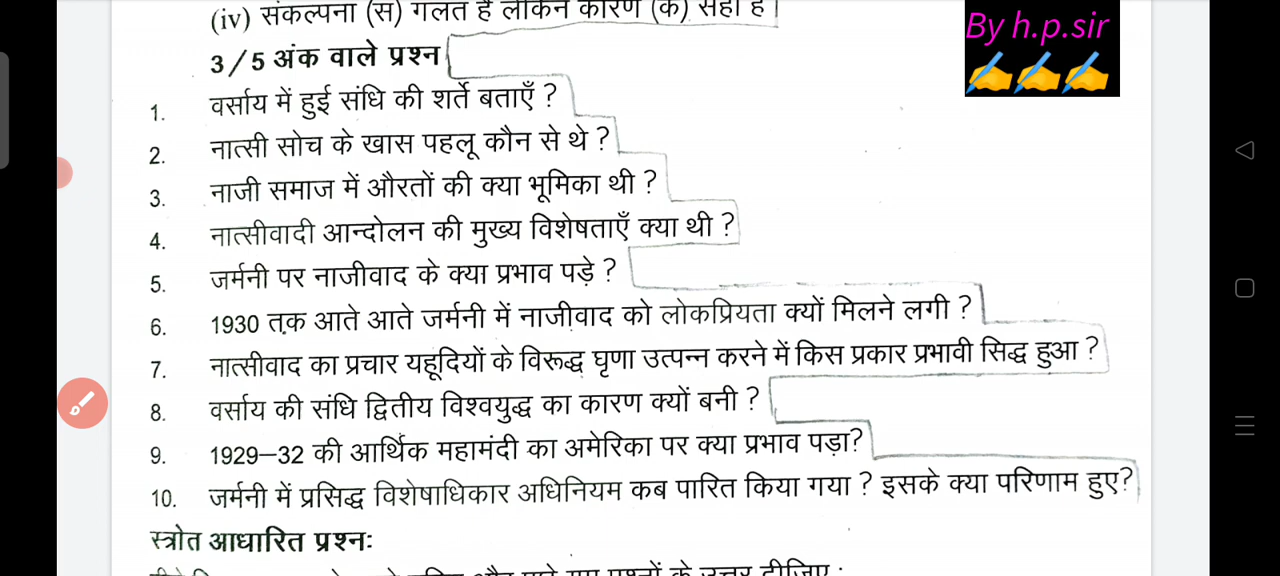 (iv) संकल्पना (स) गलत है लेकिन कारण (क) सही है।
By h.p.sir
3/5 अंक वाले प्रश्न
1. वर्साय में हुई संधि की शर्ते बताएँ ?
2. नात्सी सोच के खास पहलू कौन से थे ?
3. नाजी समाज में औरतों की क्या भूमिका थी ?
4. नात्सीवादी आन्दोलन की मुख्य विशेषताएँ क्या थी ?
5. जर्मनी पर नाजीवाद के क्या प्रभाव पड़े ?
6. 1930 तक आते आते जर्मनी में नाजीवाद को लोकप्रियता क्यों मिलने लगी ?
7. नात्सीवाद का प्रचार यहूदियों के विरूद्ध घृणा उत्पन्न करने में किस प्रकार प्रभावी सिद्ध हुआ ?
8. वर्साय की संधि द्वितीय विश्वयुद्ध का कारण क्यों बनी ?
9. 1929–32 की आर्थिक महामंदी का अमेरिका पर क्या प्रभाव पड़ा?
10. जर्मनी में प्रसिद्ध विशेषाधिकार अधिनियम कब पारित किया गया ? इसके क्या परिणाम हुए?
स्त्रोत आधारित प्रश्नः
के उत्तर दीजिए :